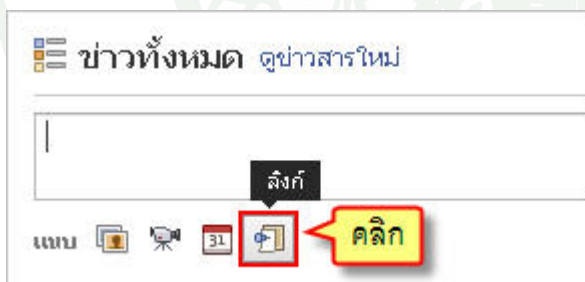 ข่าวทั้งหมด ดูข่าวสารใหม่
ลิงก์
แนบ 31 คลิก